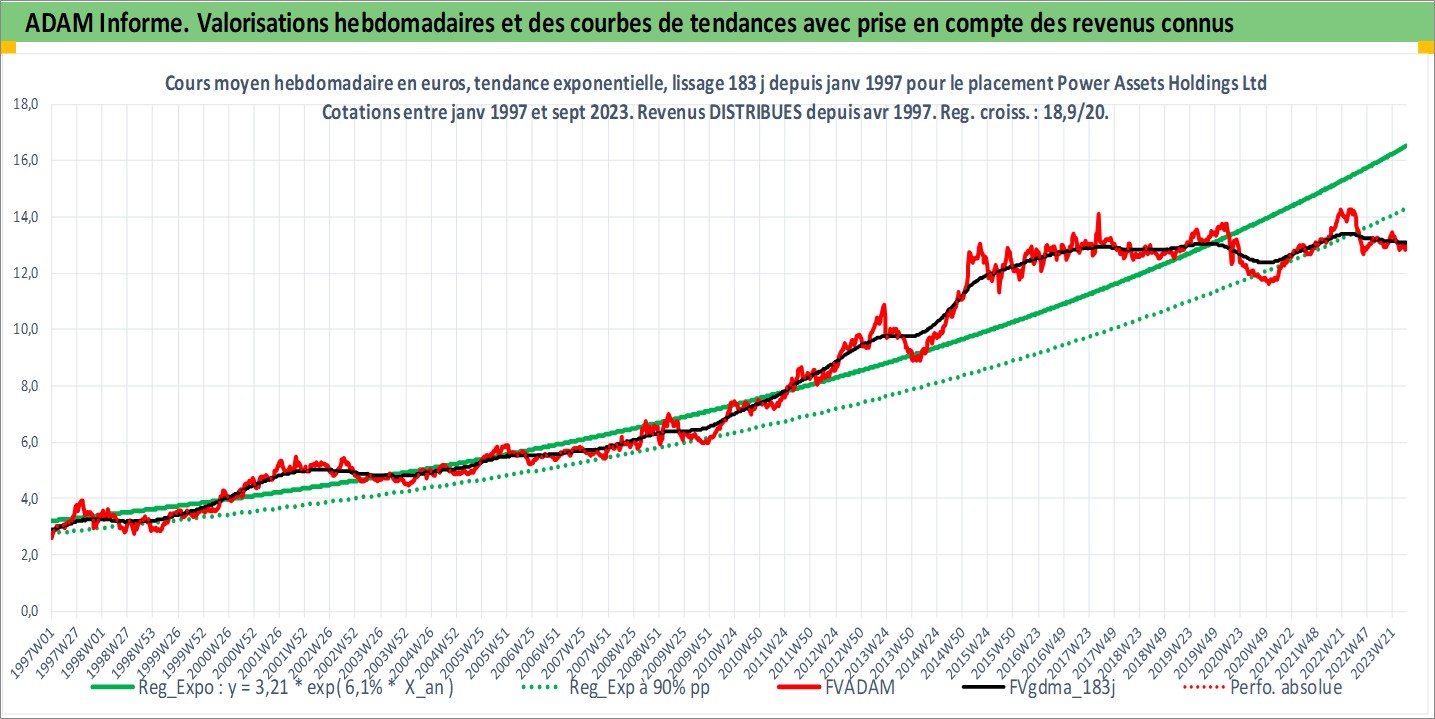 ADAM Informe. Valorisations hebdomadaires et des courbes de tendances avec prise en compte des revenus connus
Cours moyen hebdomadaire en euros, tendance exponentielle, lissage 183 j depuis janv 1997 pour le placement Power Assets Holdings Ltd
Cotations entre janv 1997 et sept 2023. Revenus DISTRIBUES depuis avr 1997. Reg. croiss. : 18,9/20.
18,0
16,0
14,0
12,0
10,0
8,0
6,0
4,0
2,0
0,0
1997W01
1997W27
1998W01
1998W27
1998W53
1999W26
1999W52
2000W26
2000W52
2001W26
2001W52
2002W26
2002W52
2003W26
2003W52
2004W26
2004W52
2005W25
2005W51
2006W25
2006W51
2007W25
2007W51
2008W25
2008W51
2009W25
2009W51
2010W24
2010W50
2011W24
2011W50
2012W24
2012W50
2013W24
2013W50
2014W24
2014W50
2015W24
2015W50
2016W23
2016W49
2017W23
2017W49
2018W23
2018W49
2019W23
2019W49
2020W23
2020W49
2021W22
2021W48
2022W21
2022W47
2023W21
Reg_Expo : y = 3,21 * exp( 6,1% * X_an )
Reg_Exp à 90% pp
FVADAM
FVgdma_183j
Perfo. absolue